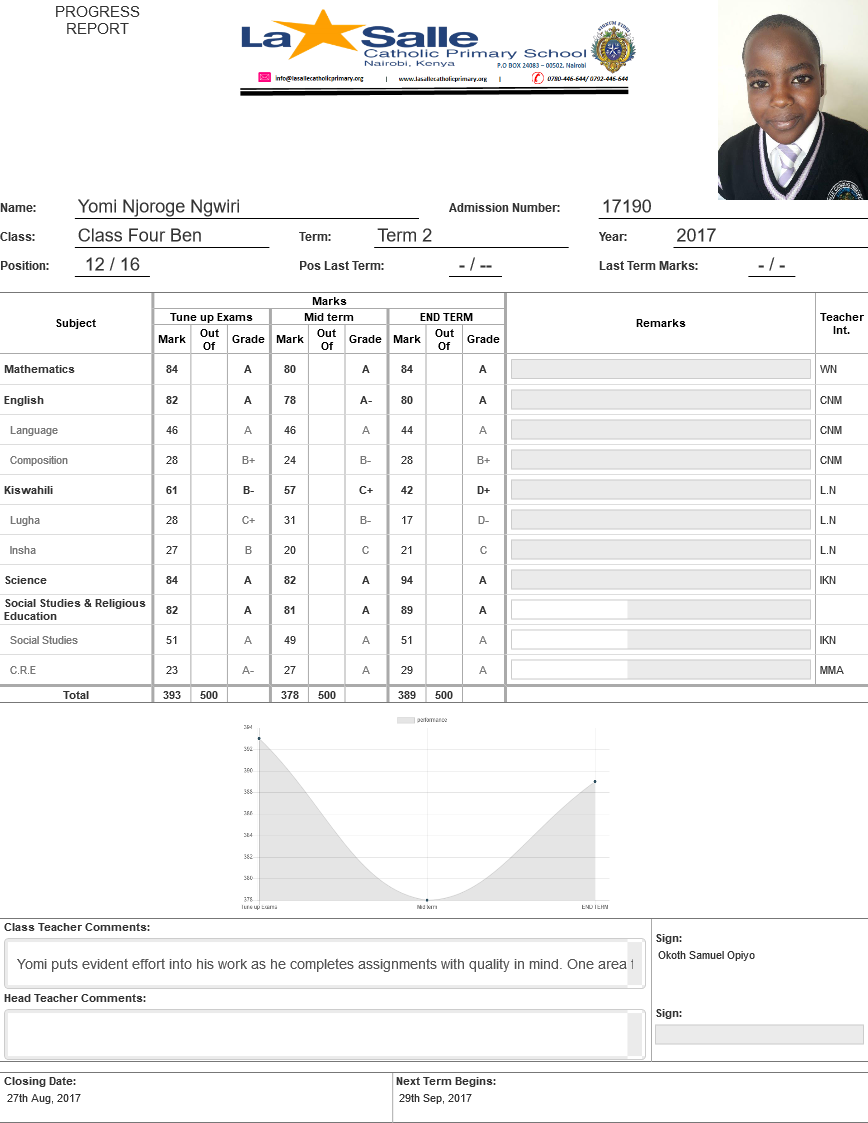 PROGRESS
REPORT
La Salle
Catholic Primary School
Nairobi, Kenya
P.O BOX 24083 – 00502, Nairobi
info@lasallecatholicprimary.org | www.lasallecatholicprimary.org | 0780-446-644/ 0792-446-644
Name: Yomi Njoroge Ngwiri Admission Number: 17190
Class: Class Four Ben Term: Term 2 Year: 2017
Position: 12 / 16 Pos Last Term: - / -- Last Term Marks: - / -
Subject Marks Remarks Teacher Int.
Tune up Exams Mid term END TERM
Mark Out Of Grade Mark Out Of Grade Mark Out Of Grade
Mathematics 84 A 80 A 84 A WN
English 82 A 78 A- 80 A CNM
Language 46 A 46 A 44 A CNM
Composition 28 B+ 24 B- 28 B+ CNM
Kiswahili 61 B- 57 C+ 42 D+ L.N
Lugha 28 C+ 31 B- 17 D- L.N
Insha 27 B 20 C 21 C L.N
Science 84 A 82 A 94 A IKN
Social Studies & Religious Education 82 A 81 A 89 A
Social Studies 51 A 49 A 51 A IKN
C.R.E 23 A- 27 A 29 A MMA
Total 393 500 378 500 389 500
performance
394
392
390
388
386
384
382
380
378
Tune up Exams Mid term END TERM
Class Teacher Comments:
Yomi puts evident effort into his work as he completes assignments with quality in mind. One area
Sign:
Okoth Samuel Opiyo
Head Teacher Comments:
Sign:
Closing Date: Next Term Begins:
27th Aug, 2017 29th Sep, 2017